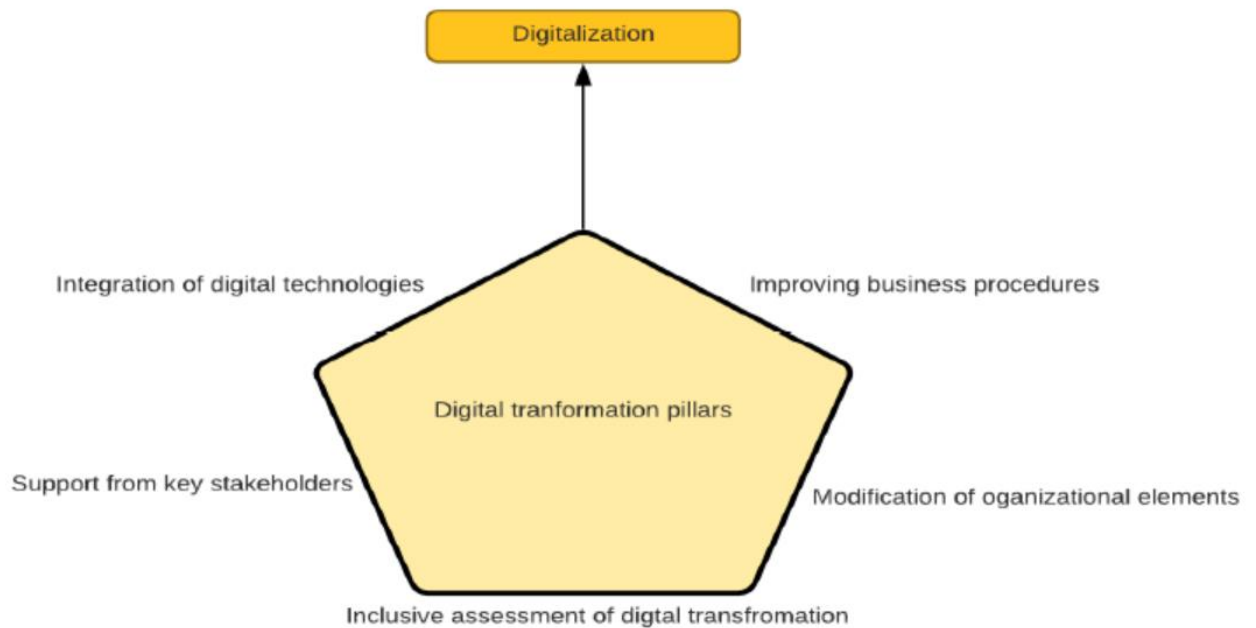 Digitalization
Integration of digital technologies
Improving business procedures
Digital tranformation pillars
Support from key stakeholders
Modification of oganizational elements
Inclusive assessment of digtal transfromation